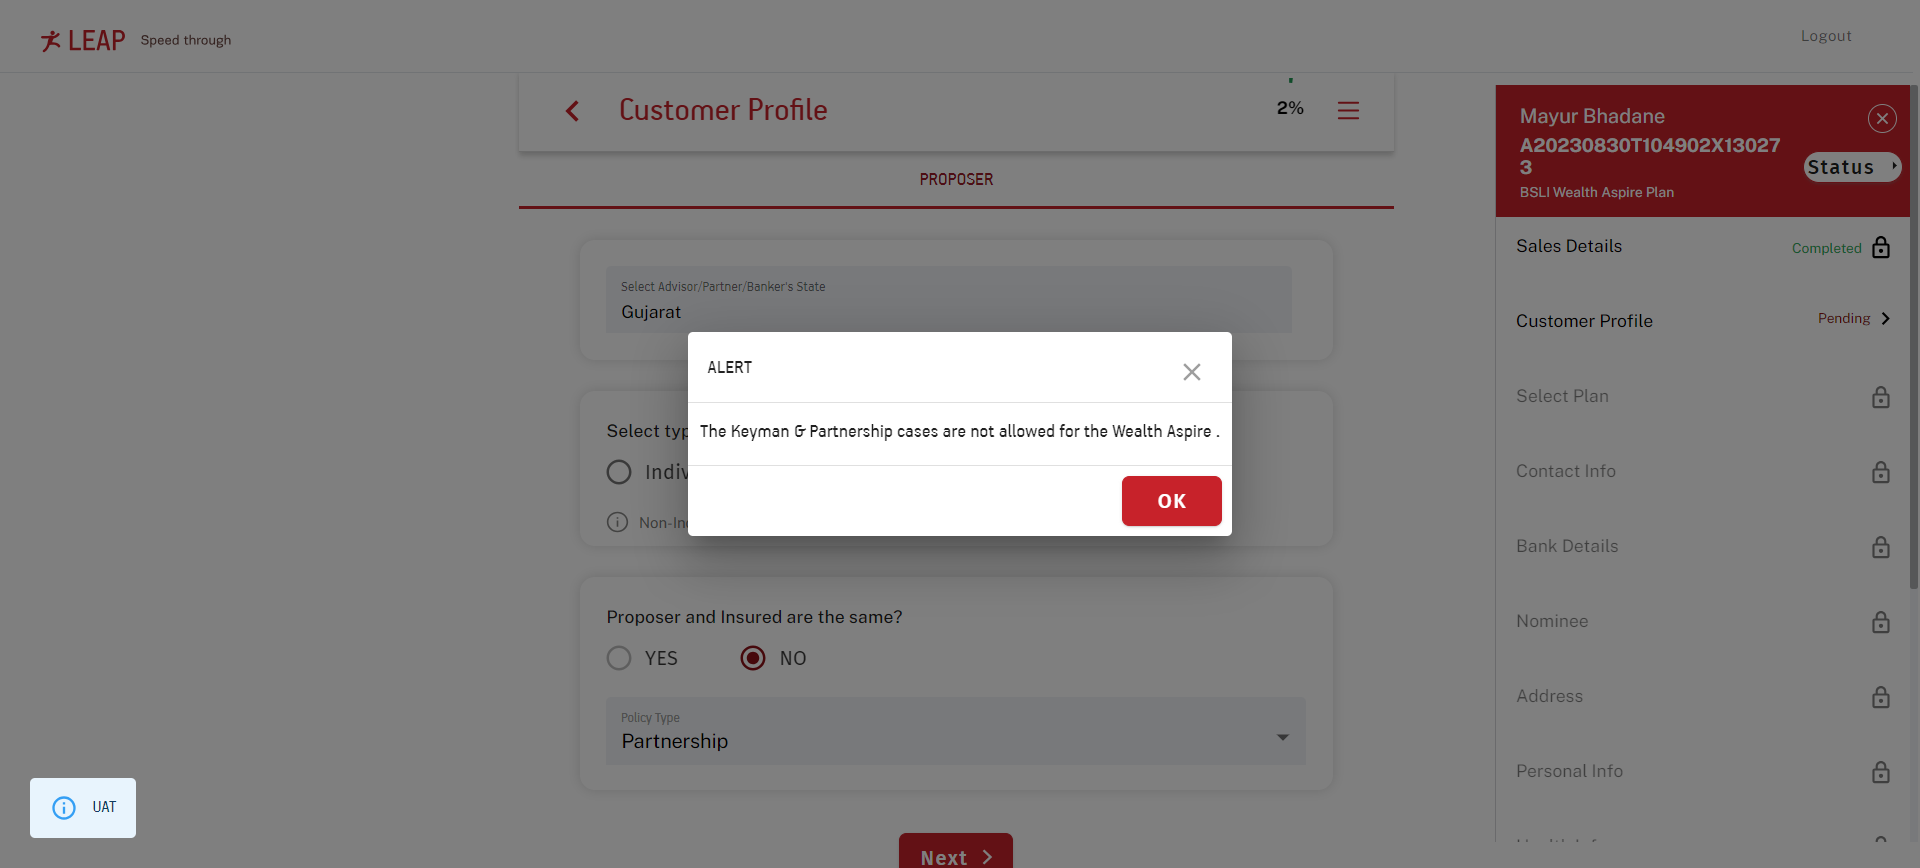 LEAP Speed through
Logout
Customer Profile
2%
PROPOSER
Select Advisor/Partner/Banker's State
Gujarat
ALERT
The Keyman & Partnership cases are not allowed for the Wealth Aspire .
OK
Select typ
Indiv
Non-In
Proposer and Insured are the same?
YES NO
Policy Type
Partnership
Next
UAT
Mayur Bhadane
A20230830T104902X13027
3
Status
BSLI Wealth Aspire Plan
Sales Details Completed
Customer Profile Pending
Select Plan
Contact Info
Bank Details
Nominee
Address
Personal Info